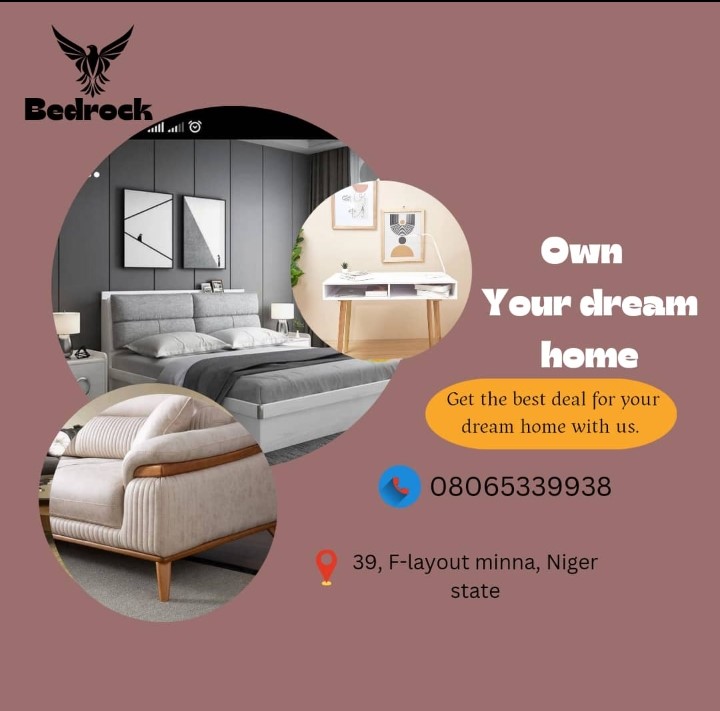 Bedrock
Own
Your dream
home
Get the best deal for your
dream home with us.
08065339938
39, F-layout minna, Niger
state